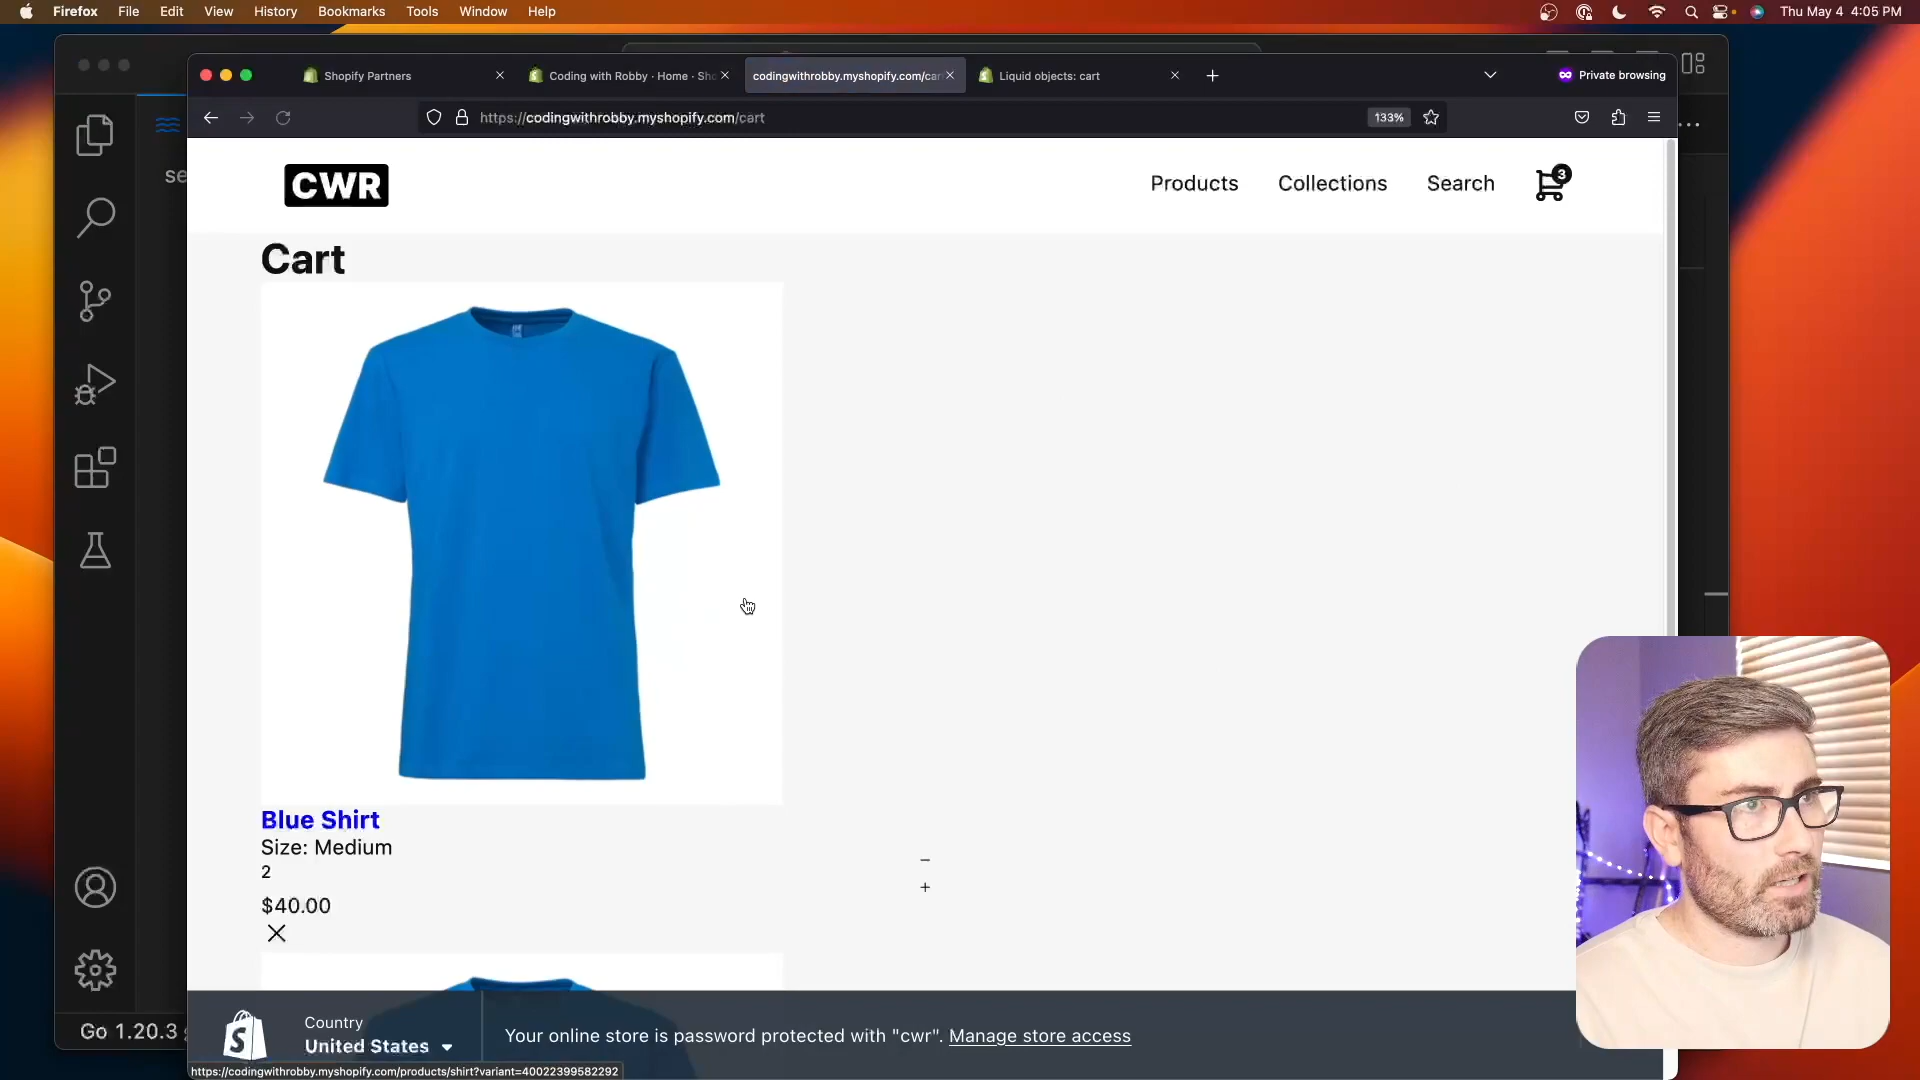 Firefox File Edit View History Bookmarks Tools Window Help Thu May 4 4:05 PM
Shopify Partners Coding with Robby · Home · Sho codingwithrobby.myshopify.com/car Liquid objects: cart Private browsing
https://codingwithrobby.myshopify.com/cart 133%
se
CWR Products Collections Search 3
Cart
Blue Shirt
Size: Medium
2
−
+
$40.00
Country
United States
Your online store is password protected with "cwr". Manage store access
Go 1.20.3
https://codingwithrobby.myshopify.com/products/shirt?variant=40022399582292